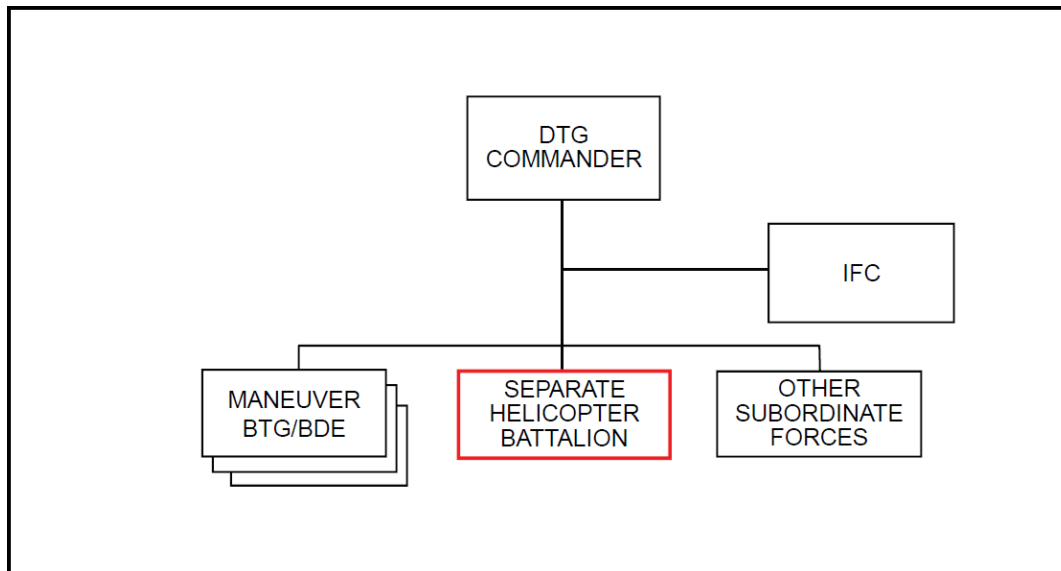 DTG
COMMANDER
IFC
MANEUVER
BTG/BDE
SEPARATE
HELICOPTER
BATTALION
OTHER
SUBORDINATE
FORCES